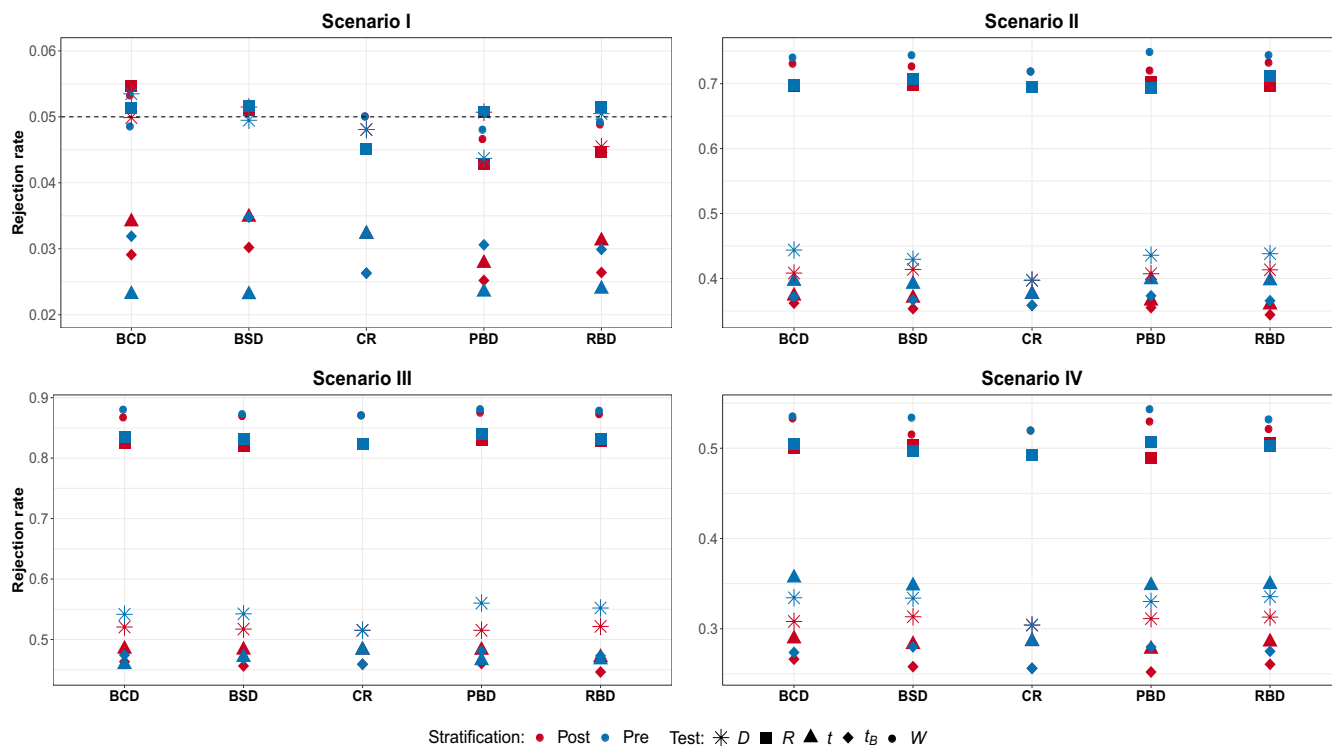 Scenario I
Scenario II
Rejection rate
0.06
0.05
0.04
0.03
0.02
BCD BSD CR PBD RBD
0.7
0.6
0.5
0.4
BCD BSD CR PBD RBD
Scenario III
Scenario IV
Rejection rate
0.9
0.8
0.7
0.6
0.5
BCD BSD CR PBD RBD
0.5
0.4
0.3
BCD BSD CR PBD RBD
Stratification: Post Pre Test: D R t t_B W